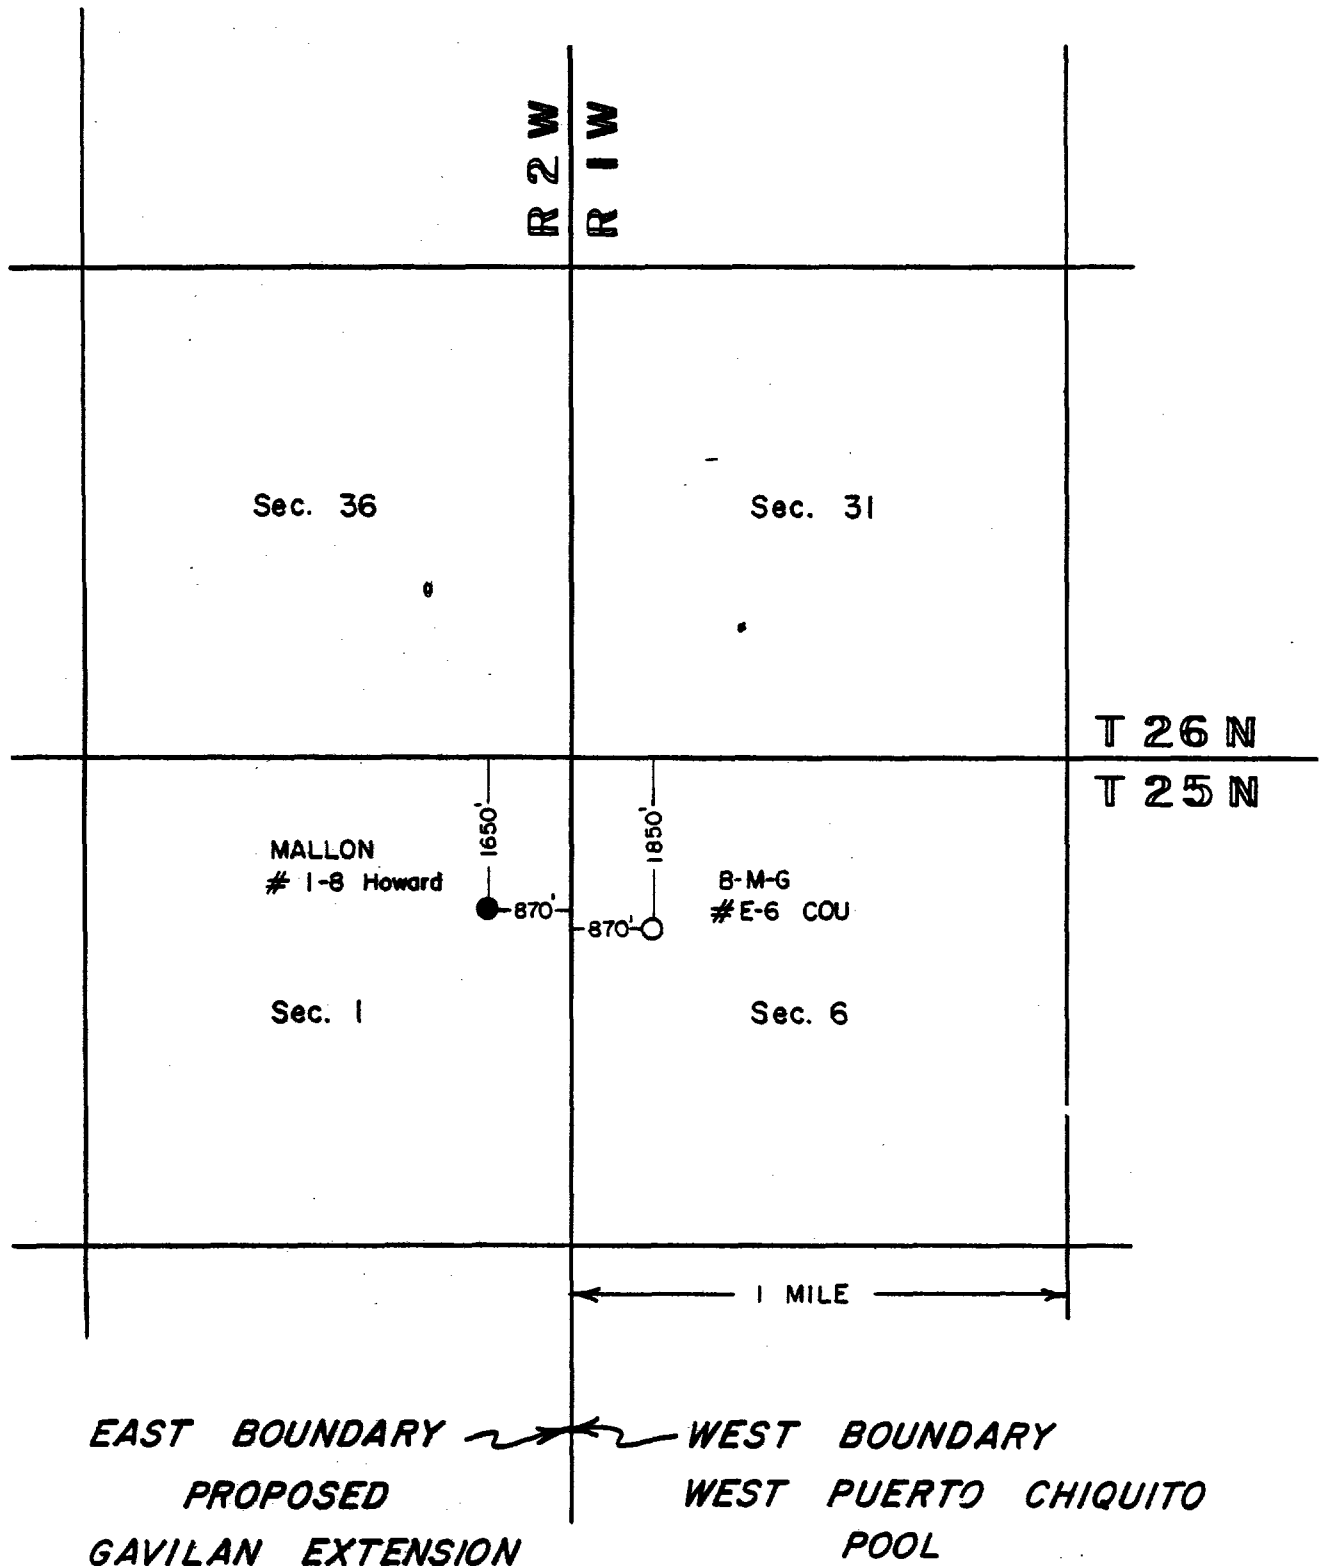 R 2 W
R 1 W
Sec. 36
Sec. 31
T 26 N
T 25 N
1650'
1850'
MALLON
# 1-8 Howard
B-M-G
# E-6 COU
870'
870'
Sec. 1
Sec. 6
1 MILE
EAST BOUNDARY
PROPOSED
GAVILAN EXTENSION
WEST BOUNDARY
WEST PUERTO CHIQUITO
POOL